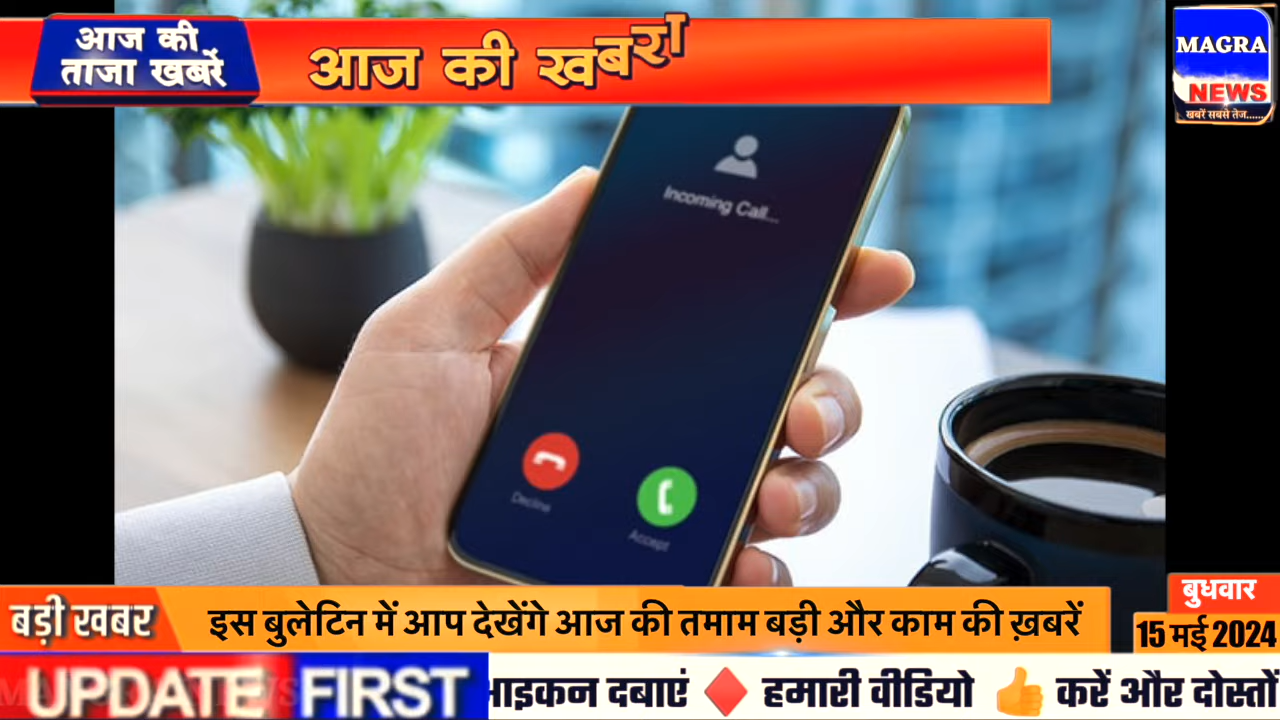 आज की
ताजा खबरें
आज की खबरा
MAGRA
NEWS
खबरें सबसे तेज......
Incoming Call...
Decline
Accept
बड़ी खबर
इस बुलेटिन में आप देखेंगे आज की तमाम बड़ी और काम की ख़बरें
बुधवार
15 मई 2024
UPDATE FIRST
आइकन दबाएं ♦️ हमारी वीडियो 👍 करें और दोस्तों